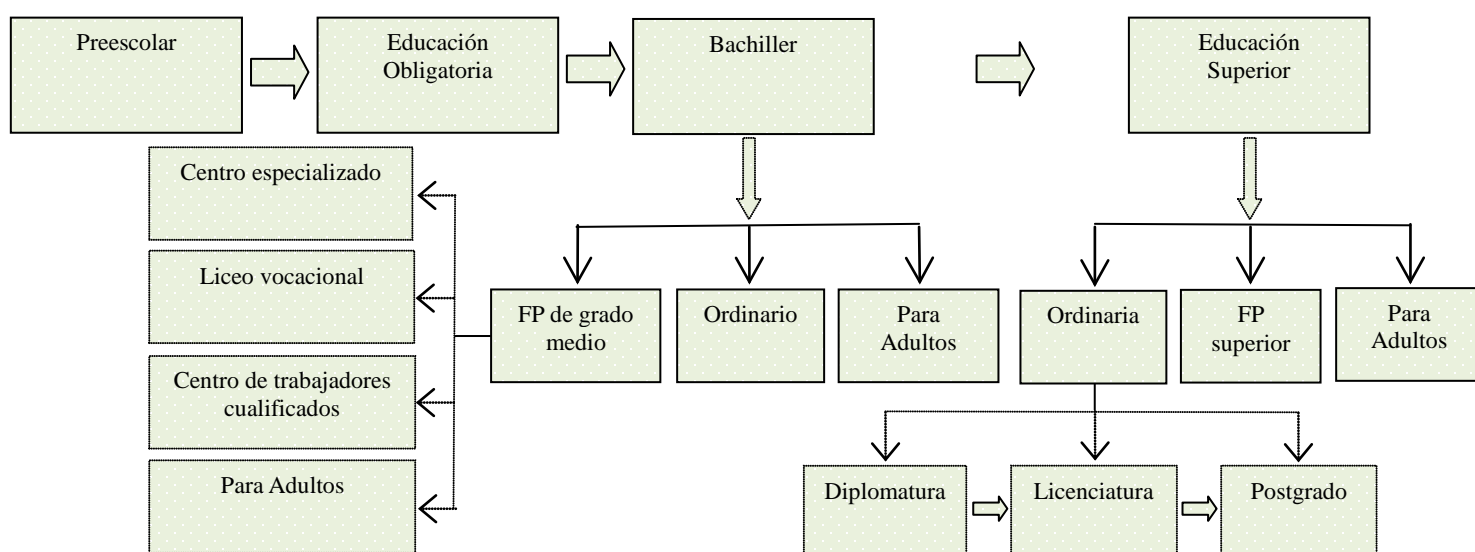 Preescolar
Educación
Obligatoria
Bachiller
Educación
Superior
Centro especializado
Liceo vocacional
Centro de trabajadores
cualificados
Para Adultos
FP de grado
medio
Ordinario
Para
Adultos
Ordinaria
FP
superior
Para
Adultos
Diplomatura
Licenciatura
Postgrado